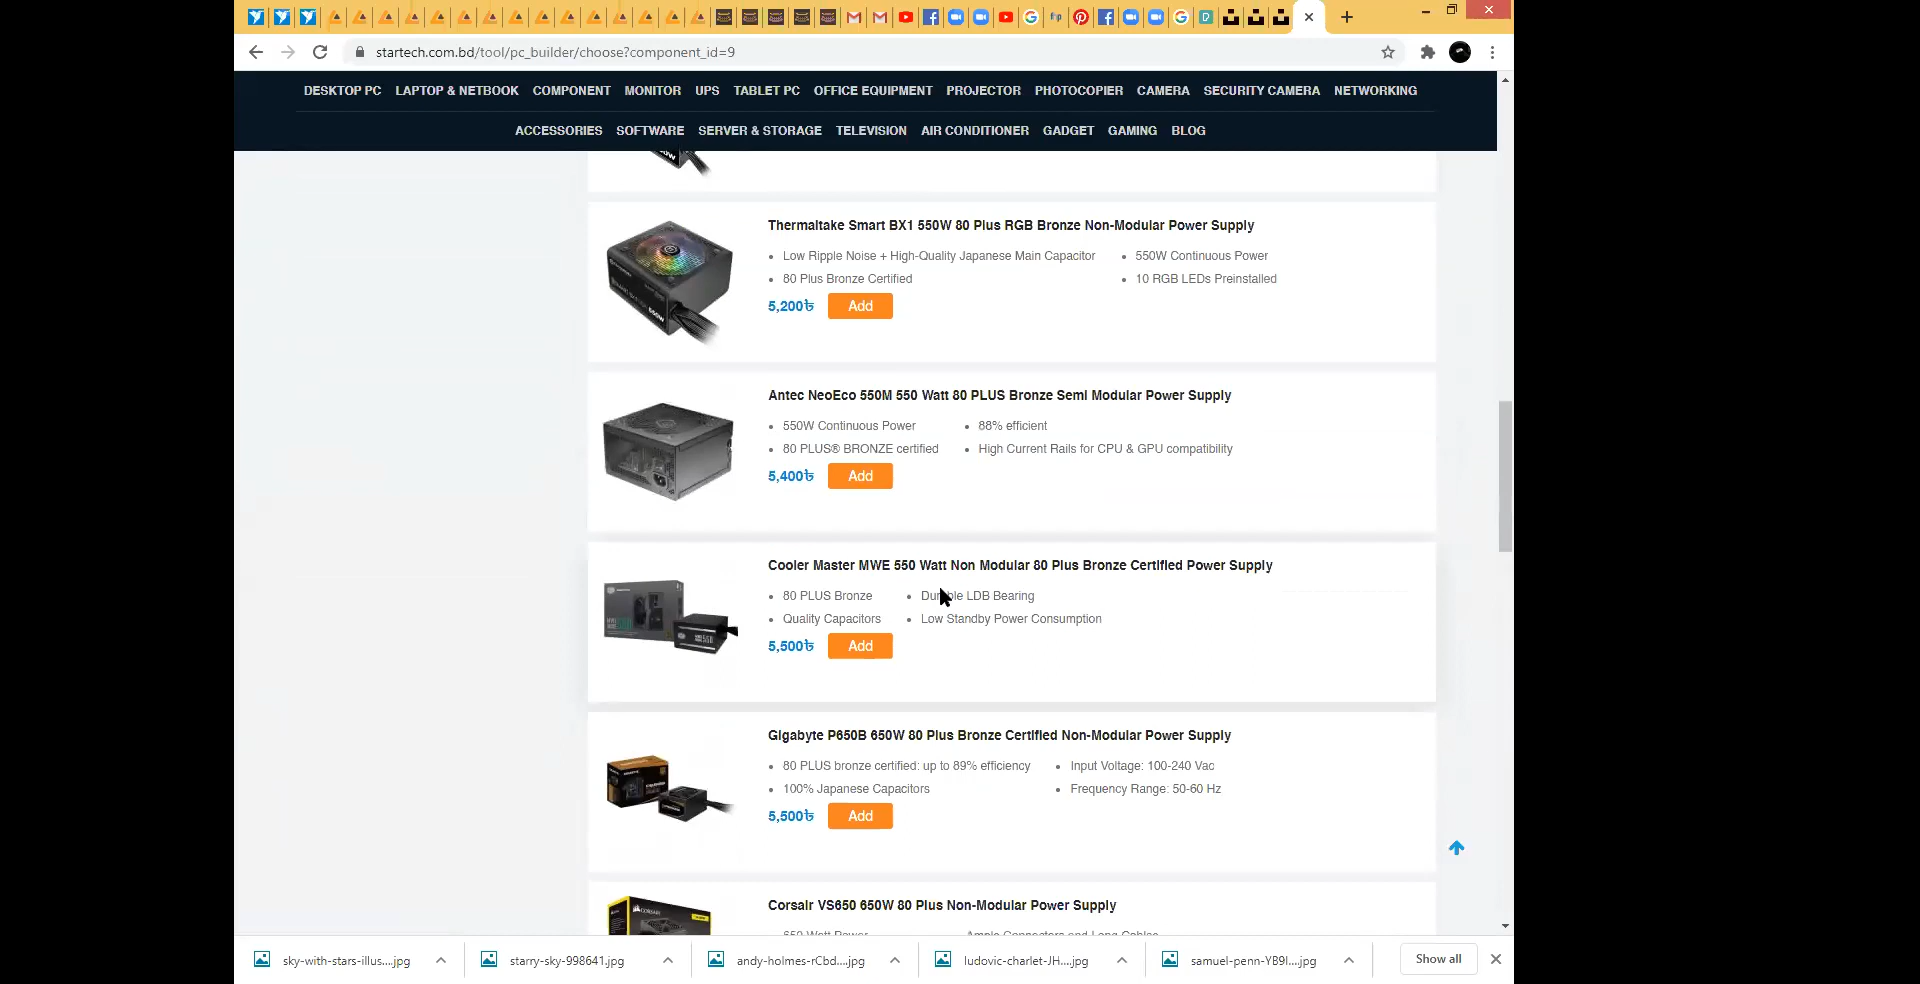 startech.com.bd/tool/pc_builder/choose?component_id=9
DESKTOP PC LAPTOP & NETBOOK COMPONENT MONITOR UPS TABLET PC OFFICE EQUIPMENT PROJECTOR PHOTOCOPIER CAMERA SECURITY CAMERA NETWORKING
ACCESSORIES SOFTWARE SERVER & STORAGE TELEVISION AIR CONDITIONER GADGET GAMING BLOG
Thermaltake Smart BX1 550W 80 Plus RGB Bronze Non-Modular Power Supply
Low Ripple Noise + High-Quality Japanese Main Capacitor 550W Continuous Power
80 Plus Bronze Certified 10 RGB LEDs Preinstalled
5,200৳ Add
Antec NeoEco 550M 550 Watt 80 PLUS Bronze Semi Modular Power Supply
550W Continuous Power 88% efficient
80 PLUS® BRONZE certified High Current Rails for CPU & GPU compatibility
5,400৳ Add
Cooler Master MWE 550 Watt Non Modular 80 Plus Bronze Certified Power Supply
80 PLUS Bronze Durable LDB Bearing
Quality Capacitors Low Standby Power Consumption
5,500৳ Add
Gigabyte P650B 650W 80 Plus Bronze Certified Non-Modular Power Supply
80 PLUS bronze certified: up to 89% efficiency Input Voltage: 100-240 Vac
100% Japanese Capacitors Frequency Range: 50-60 Hz
5,500৳ Add
Corsair VS650 650W 80 Plus Non-Modular Power Supply
650 Watt Power Ample Connectors and Long Cables
sky-with-stars-illus....jpg starry-sky-998641.jpg andy-holmes-rCbd....jpg ludovic-charlet-JH....jpg samuel-penn-YB9I....jpg Show all